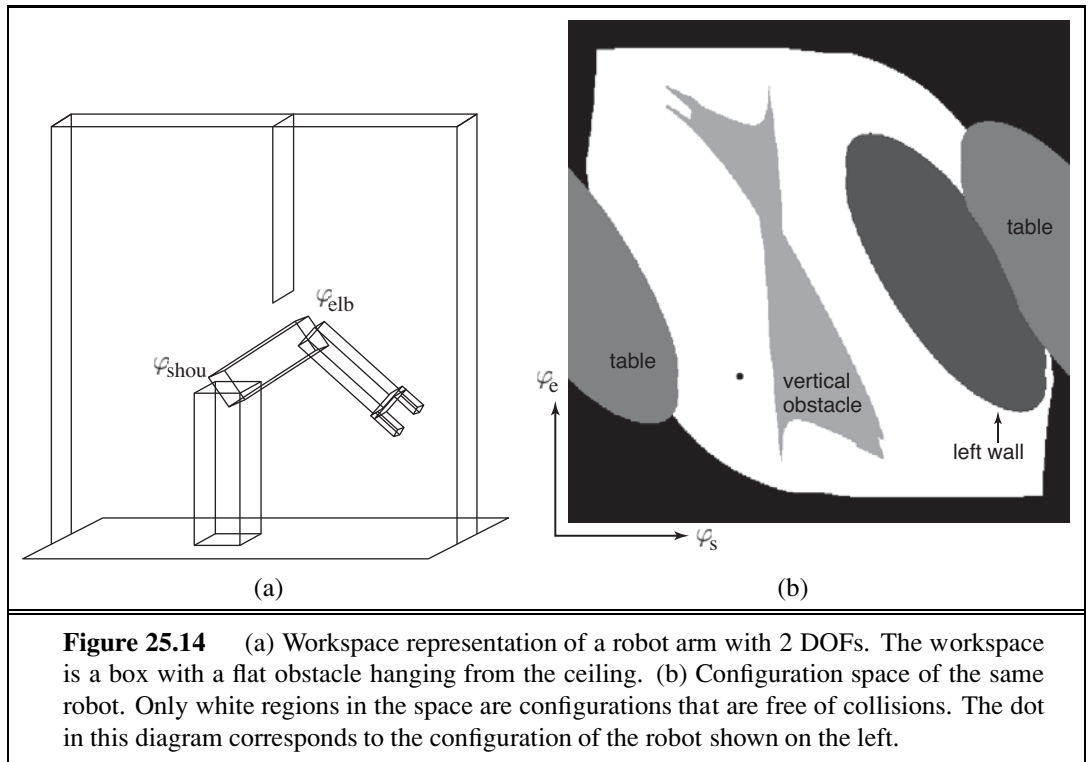 φelb
φshou
(a)
table
table
vertical
obstacle
left wall
φe
φs
(b)
Figure 25.14 (a) Workspace representation of a robot arm with 2 DOFs. The workspace
is a box with a flat obstacle hanging from the ceiling. (b) Configuration space of the same
robot. Only white regions in the space are configurations that are free of collisions. The dot
in this diagram corresponds to the configuration of the robot shown on the left.